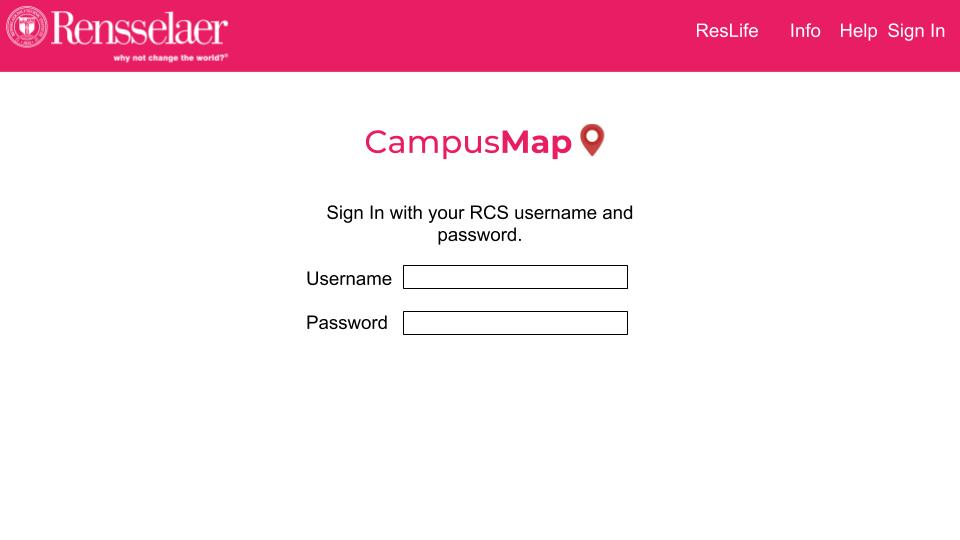 Rensselaer
why not change the world?®
ResLife Info Help Sign In
CampusMap
Sign In with your RCS username and
password.
Username
Password